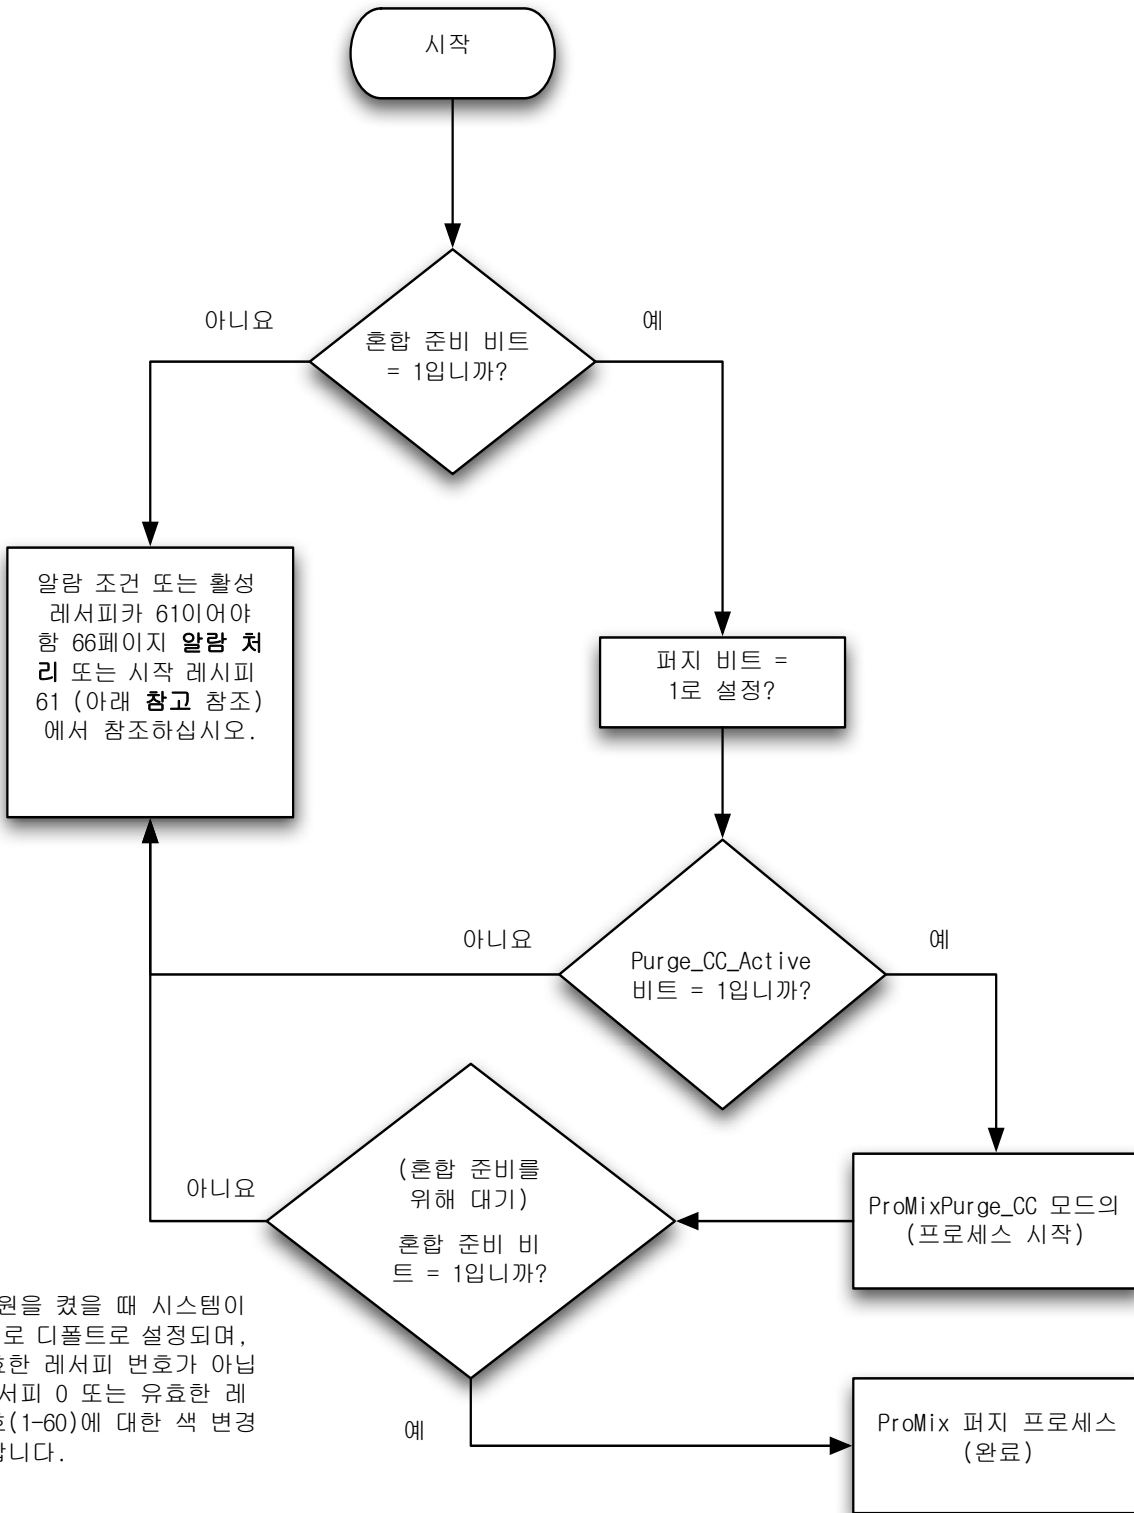 시작
아니요
예
혼합 준비 비트
= 1입니까?
알람 조건 또는 활성
레서피카 61이어야
함 66페이지 알람 처
리 또는 시작 레시피
61 (아래 참고 참조)
에서 참조하십시오.
퍼지 비트 =
1로 설정?
아니요
예
Purge_CC_Active
비트 = 1입니까?
(혼합 준비를
위해 대기)
혼합 준비 비
트 = 1입니까?
아니요
ProMixPurge_CC 모드의
(프로세스 시작)
원을 켰을 때 시스템이
로 디폴트로 설정되며,
효한 레서피 번호가 아닙
서피 0 또는 유효한 레
호(1-60)에 대한 색 변경
합니다.
예
ProMix 퍼지 프로세스
(완료)